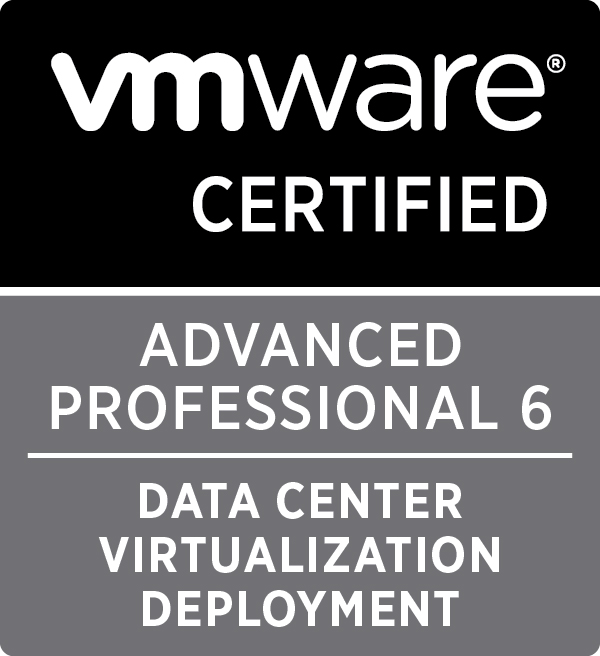 vmware®
CERTIFIED
ADVANCED
PROFESSIONAL 6
DATA CENTER
VIRTUALIZATION
DEPLOYMENT